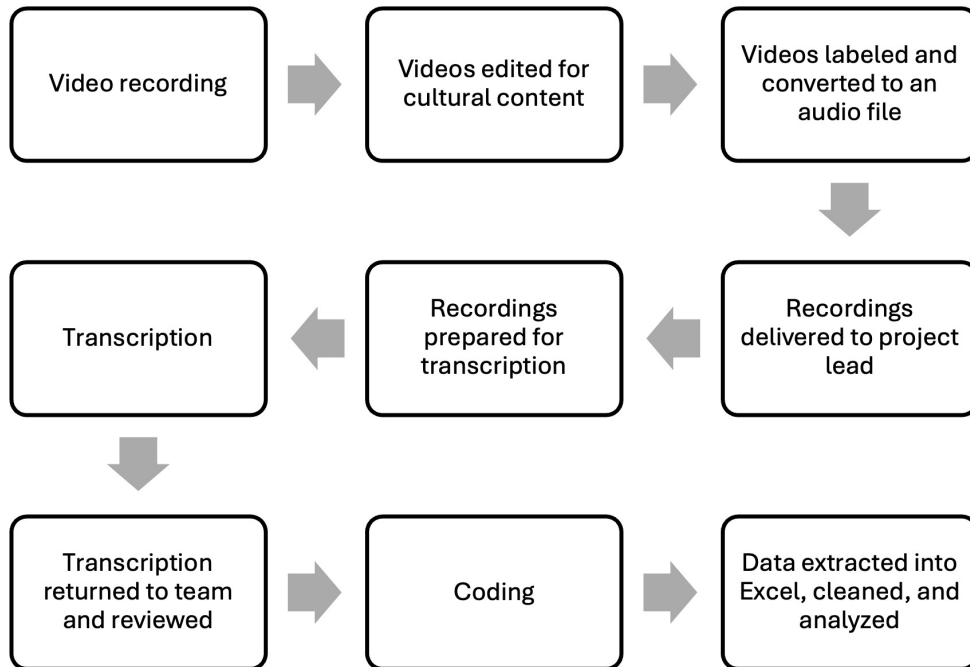 Video recording
Videos edited for
cultural content
Videos labeled and
converted to an
audio file
Recordings
delivered to project
lead
Recordings
prepared for
transcription
Transcription
Transcription
returned to team
and reviewed
Coding
Data extracted into
Excel, cleaned, and
analyzed